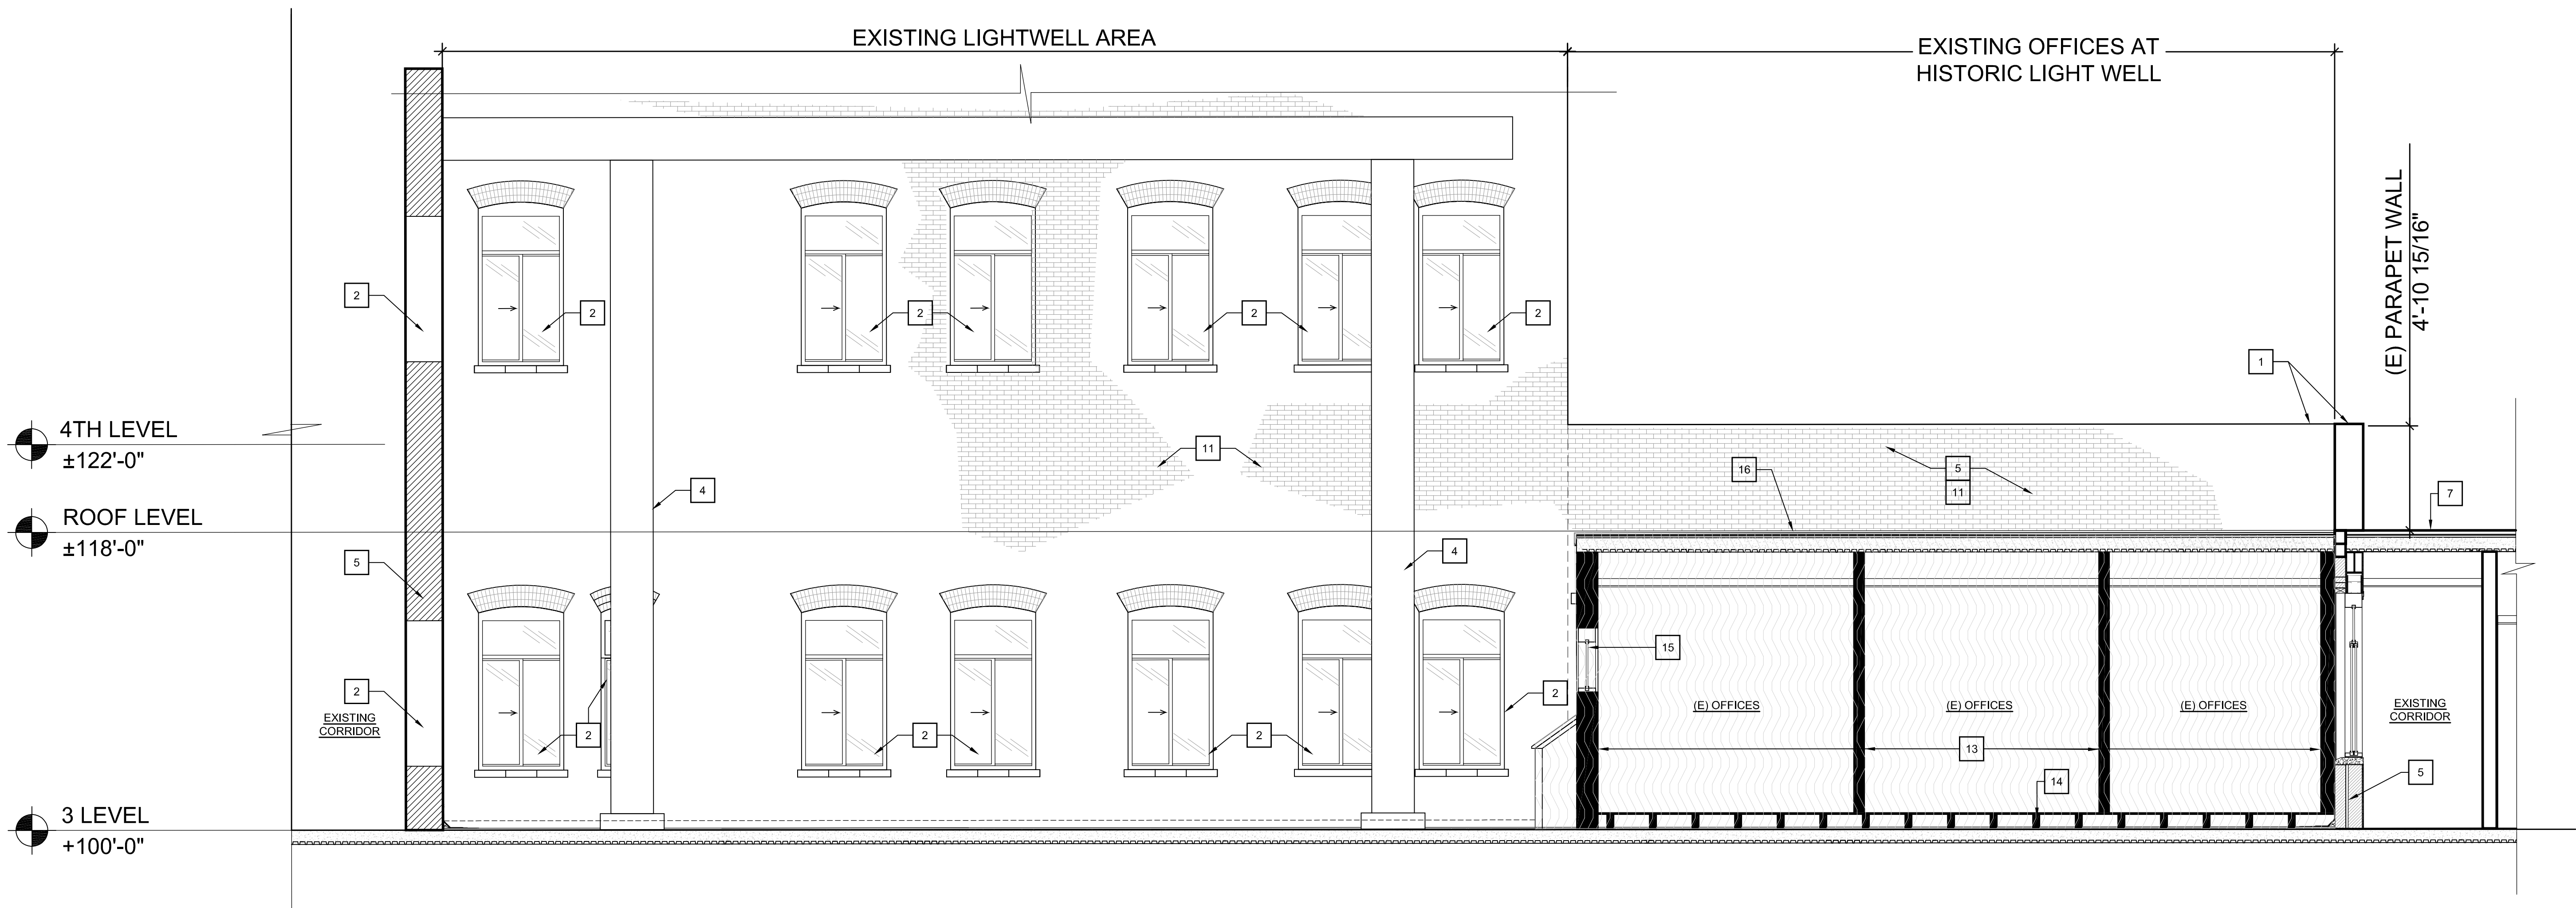 EXISTING LIGHTWELL AREA
EXISTING OFFICES AT
HISTORIC LIGHT WELL
(E) PARAPET WALL
4'-10 15/16"
2
2
2
2
2
1
4TH LEVEL
±122'-0"
11
5
11
16
4
7
ROOF LEVEL
±118'-0"
5
4
15
2
2
EXISTING
CORRIDOR
(E) OFFICES
(E) OFFICES
(E) OFFICES
EXISTING
CORRIDOR
2
2
2
13
14
5
3 LEVEL
+100'-0"